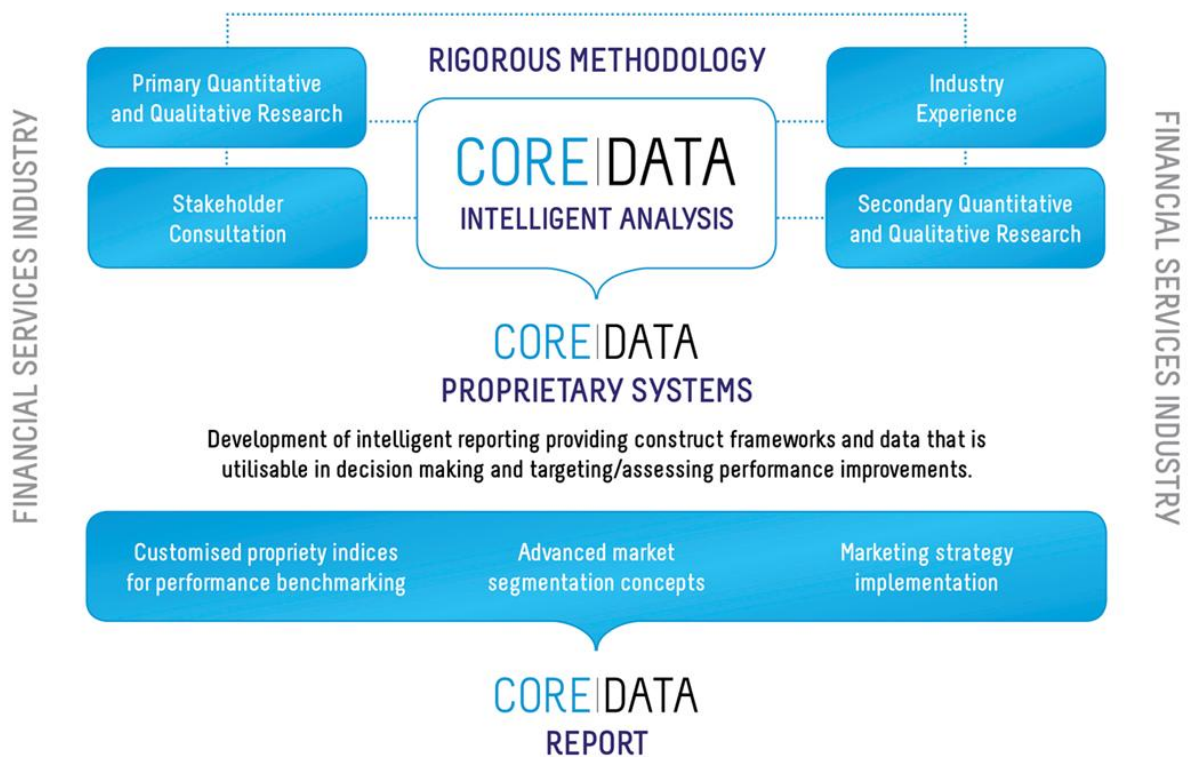 FINANCIAL SERVICES INDUSTRY
RIGOROUS METHODOLOGY
Primary Quantitative
and Qualitative Research
Stakeholder
Consultation
CORE|DATA
INTELLIGENT ANALYSIS
Industry
Experience
Secondary Quantitative
and Qualitative Research
FINANCIAL SERVICES INDUSTRY
CORE|DATA
PROPRIETARY SYSTEMS
Development of intelligent reporting providing construct frameworks and data that is
utilisable in decision making and targeting/assessing performance improvements.
Customised propriety indices
for performance benchmarking
Advanced market
segmentation concepts
Marketing strategy
implementation
CORE|DATA
REPORT